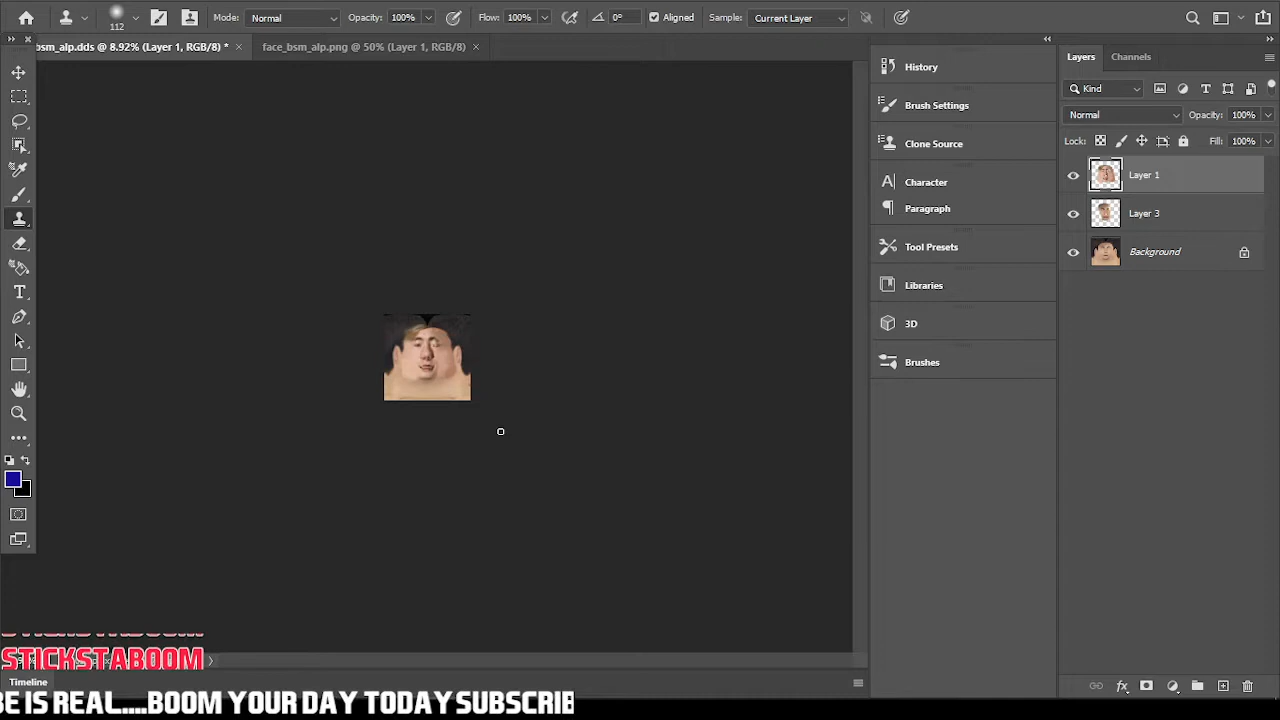 112 Mode: Normal Opacity: 100% Flow: 100% 0° Aligned Sample: Current Layer
bsm_alp.dds @ 8.92% (Layer 1, RGB/8) * × face_bsm_alp.png @ 50% (Layer 1, RGB/8) ×
History
Brush Settings
Clone Source
Character
Paragraph
Tool Presets
Libraries
3D
Brushes
Layers Channels
Kind
Normal Opacity: 100%
Lock: Fill: 100%
Layer 1
Layer 3
Background
STICKSTABOOM
STICKSTABOOM
Timeline
BE IS REAL....BOOM YOUR DAY TODAY SUBSCRIB